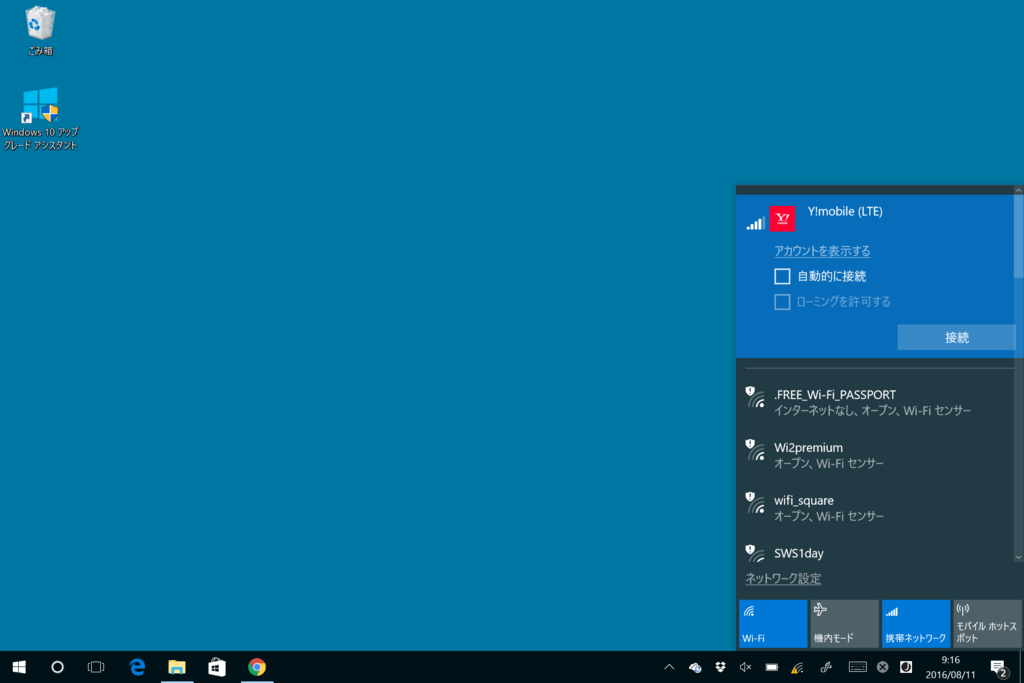 ごみ箱
Windows 10 アップ
グレード アシスタント
Y!
Y!mobile (LTE)
アカウントを表示する
自動的に接続
ローミングを許可する
接続
.FREE_Wi-Fi_PASSPORT
インターネットなし、オープン、Wi-Fi センサー
Wi2premium
オープン、Wi-Fi センサー
wifi_square
オープン、Wi-Fi センサー
SWS1day
ネットワーク設定
Wi-Fi
機内モード
携帯ネットワーク
モバイル ホットス
ポット
9:16
2016/08/11
2